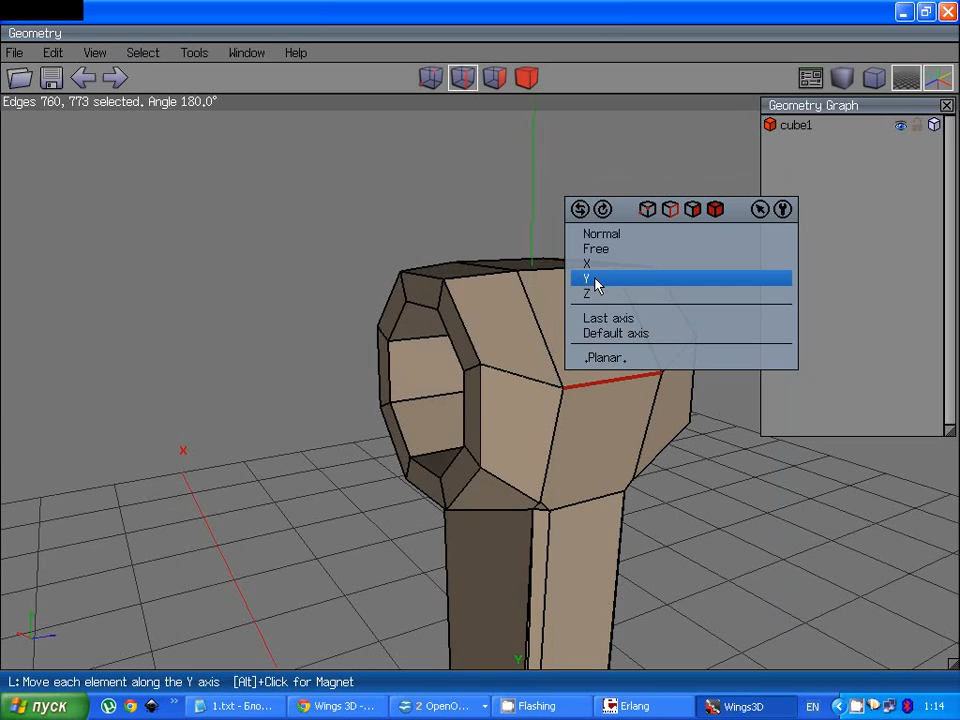 Geometry
File Edit View Select Tools Window Help
Edges 760, 773 selected. Angle 180.0°
Geometry Graph
cube1
Normal
Free
X
Y
Z
Last axis
Default axis
.Planar.
X
Y
L: Move each element along the Y axis [Alt]+Click for Magnet
пуск
1.txt - Бло...
Wings 3D -...
2 OpenO...
Flashing
Erlang
Wings3D
EN
1:14